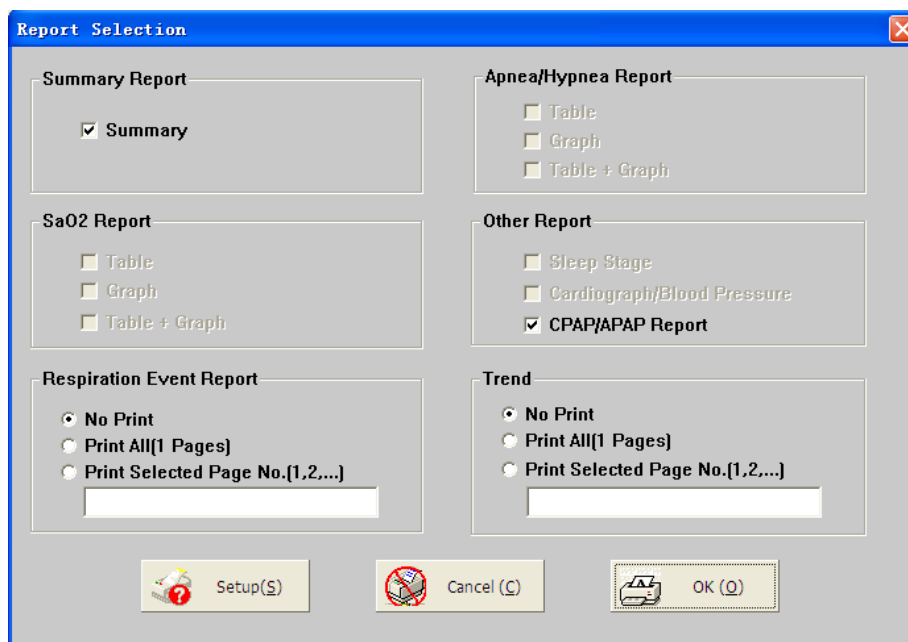 Report Selection
Summary Report
Summary
Apnea/Hypnea Report
Table
Graph
Table + Graph
SaO2 Report
Table
Graph
Table + Graph
Other Report
Sleep Stage
Cardiograph/Blood Pressure
CPAP/APAP Report
Respiration Event Report
No Print
Print All(1 Pages)
Print Selected Page No.(1,2,...)
Trend
No Print
Print All(1 Pages)
Print Selected Page No.(1,2,...)
Setup(S)
Cancel (C)
OK (O)